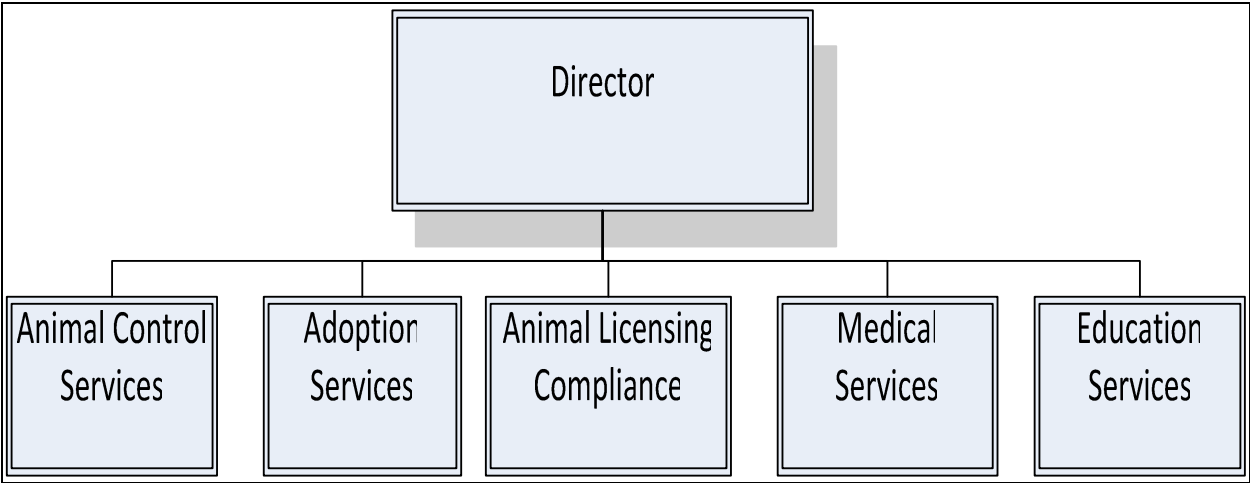 Director
Animal Control
Services
Adoption
Services
Animal Licensing
Compliance
Medical
Services
Education
Services